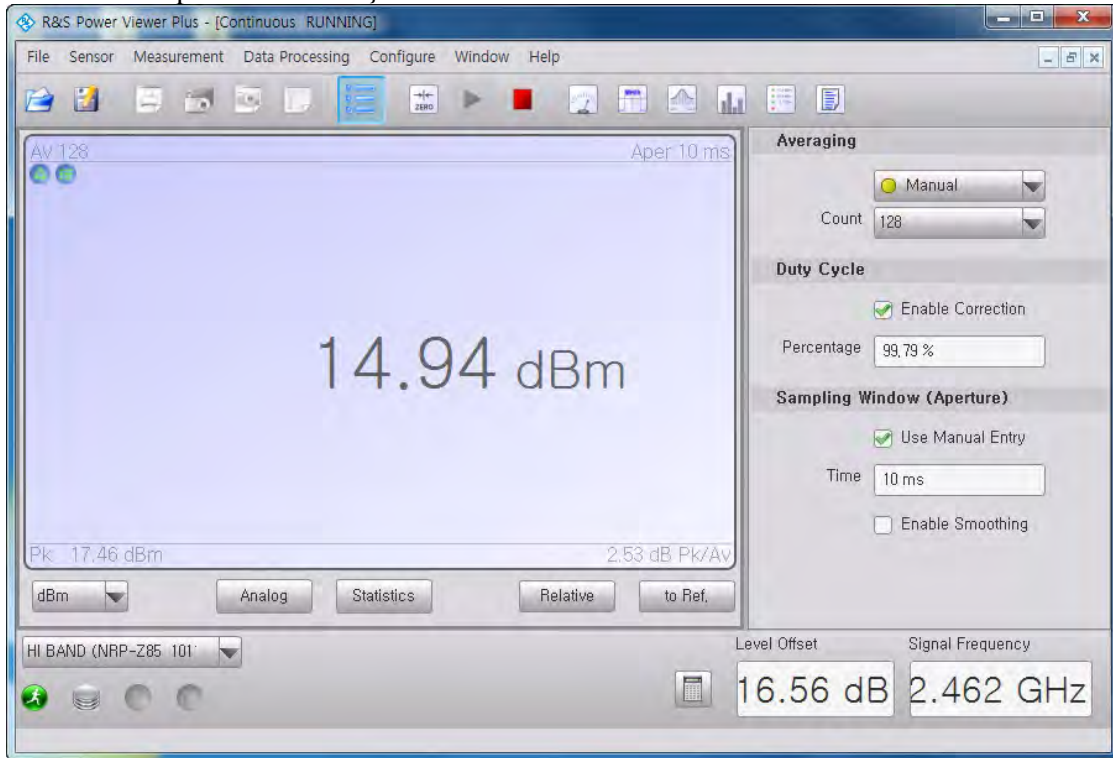 R&S Power Viewer Plus - [Continuous RUNNING]
File Sensor Measurement Data Processing Configure Window Help
ZERO
AV 128 Aper 10 ms
14.94 dBm
Pk 17.46 dBm 2.53 dB Pk/Av
dBm Analog Statistics Relative to Ref.
Averaging
Manual
Count 128
Duty Cycle
Enable Correction
Percentage 99.79 %
Sampling Window (Aperture)
Use Manual Entry
Time 10 ms
Enable Smoothing
HI BAND (NRP-Z85 101
Level Offset Signal Frequency
16.56 dB 2.462 GHz